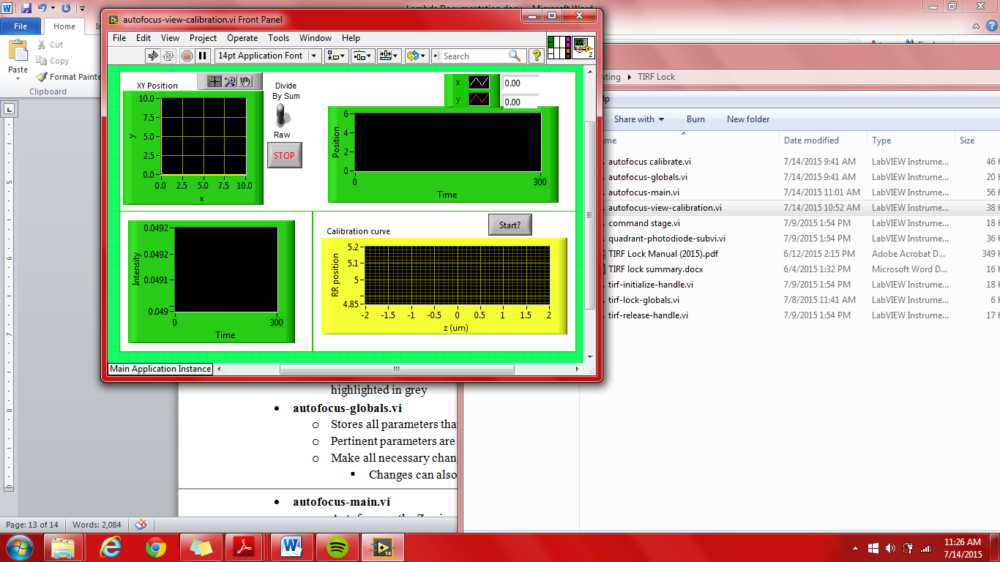 Lambda Documentation.docx - Microsoft Word
File
Home
Cut
Copy
Format Painte
Paste
Clipboard
autofocus-view-calibration.vi Front Panel
File Edit View Project Operate Tools Window Help
14pt Application Font
Search
2
XY Position
Divide
By Sum
Raw
STOP
10.0
7.5
5.0
2.5
0.0
y
0.0 2.5 5.0 7.5 10.0
x
x 0.00
y 0.00
Position
6
4
2
0
0 300
Time
Intensity
0.0492
0.0492
0.0491
0.049
0 300
Time
Start?
Calibration curve
RR position
5.2
5.1
5
4.85
-2 -1.5 -1 -0.5 0 0.5 1 1.5 2
z (um)
Main Application Instance
sting TIRF Lock
lp
Share with Burn New folder
me Date modified Type Size
autofocus calibrate.vi 7/14/2015 9:41 AM LabVIEW Instrume... 46 K
autofocus-globals.vi 7/14/2015 9:41 AM LabVIEW Instrume... 20 K
autofocus-main.vi 7/14/2015 11:01 AM LabVIEW Instrume... 56 K
autofocus-view-calibration.vi 7/14/2015 10:52 AM LabVIEW Instrume... 38 K
command stage.vi 7/9/2015 1:54 PM LabVIEW Instrume... 30 K
quadrant-photodiode-subvi.vi 7/9/2015 1:54 PM LabVIEW Instrume... 36 K
TIRF Lock Manual (2015).pdf 6/12/2015 2:15 PM Adobe Acrobat D... 349 K
TIRF lock summary.docx 6/4/2015 1:32 PM Microsoft Word D... 16 K
tirf-initialize-handle.vi 7/9/2015 1:54 PM LabVIEW Instrume... 18 K
tirf-lock-globals.vi 7/8/2015 11:41 AM LabVIEW Instrume... 6 K
tirf-release-handle.vi 7/9/2015 1:54 PM LabVIEW Instrume... 17 K
highlighted in grey
• autofocus-globals.vi
o Stores all parameters tha
o Pertinent parameters are
o Make all necessary chan
▪ Changes can also
• autofocus-main.vi
5
6
7
8
9
Page: 13 of 14 Words: 2,084
11:26 AM
7/14/2015